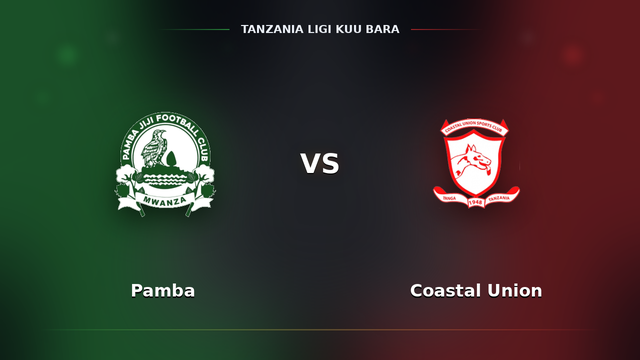 TANZANIA LIGI KUU BARA
PAMBA JIJI FOOTBALL CLUB
MWANZA
VS
COASTAL UNION SPORTS CLUB
TANGA 1948 TANZANIA
Pamba
Coastal Union